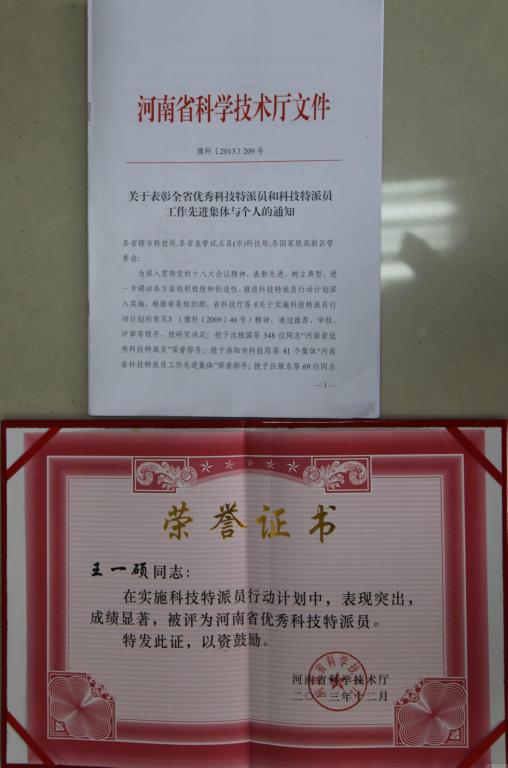 河南省科学技术厅文件
豫科〔2013〕209号
关于表彰全省优秀科技特派员和科技特派员
工作先进集体与个人的通知
各省辖市科技局,各省直管试点县(市)科技局,各国家级高新区管
委会:
为深入贯彻党的十八大会议精神、表彰先进、树立典型、进
一步调动各方面的积极性和创造性,推进科技特派员行动计划
深入实施,根据省委组织部、省科技厅等《关于实施科技特派员行
动计划的意见》(豫科〔2009〕46号)精神,通过推荐、审核、
评审等程序,经研究决定:授予沈植国等348位同志“河南省优
秀科技特派员”荣誉称号;授予洛阳市科技局等41个集体“河南
省科技特派员工作先进集体”荣誉称号;授予吕继东等69位同志
—1—
荣誉证书
王一硕同志:
在实施科技特派员行动计划中,表现突出,
成绩显著,被评为河南省优秀科技特派员。
特发此证,以资鼓励。
河南省科学技术厅
二〇一三年十二月